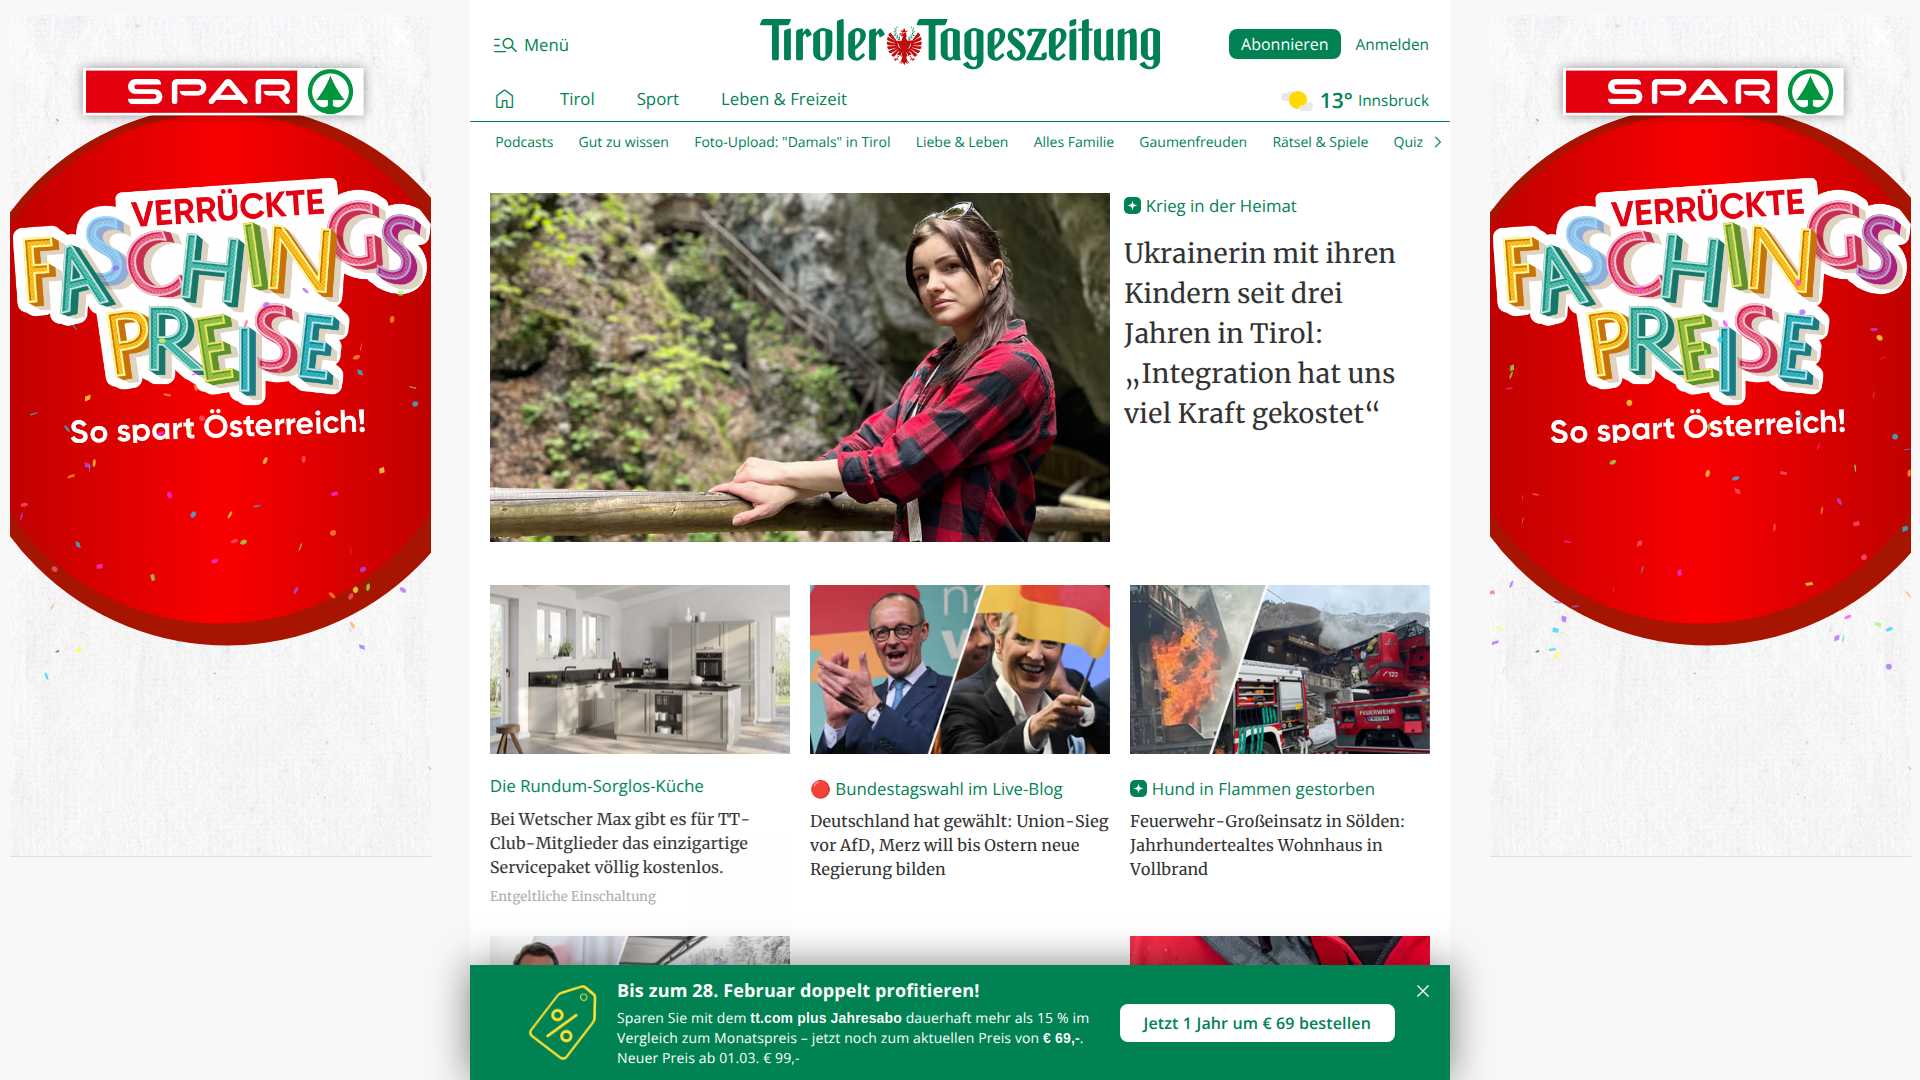 Menü
Tiroler Tageszeitung
Abonnieren
Anmelden
Tirol
Sport
Leben & Freizeit
13° Innsbruck
Podcasts
Gut zu wissen
Foto-Upload: "Damals" in Tirol
Liebe & Leben
Alles Familie
Gaumenfreuden
Rätsel & Spiele
Quiz
SPAR
VERRÜCKTE
FASCHINGS
PREISE
So spart Österreich!
Krieg in der Heimat
Ukrainerin mit ihren
Kindern seit drei
Jahren in Tirol:
„Integration hat uns
viel Kraft gekostet“
SPAR
VERRÜCKTE
FASCHINGS
PREISE
So spart Österreich!
Die Rundum-Sorglos-Küche
Bei Wetscher Max gibt es für TT-
Club-Mitglieder das einzigartige
Servicepaket völlig kostenlos.
Entgeltliche Einschaltung
Bundestagswahl im Live-Blog
Deutschland hat gewählt: Union-Sieg
vor AfD, Merz will bis Ostern neue
Regierung bilden
FEUERWEHR
Hund in Flammen gestorben
Feuerwehr-Großeinsatz in Sölden:
Jahrhundertealtes Wohnhaus in
Vollbrand
Bis zum 28. Februar doppelt profitieren!
Sparen Sie mit dem tt.com plus Jahresabo dauerhaft mehr als 15 % im
Vergleich zum Monatspreis – jetzt noch zum aktuellen Preis von € 69,-.
Neuer Preis ab 01.03. € 99,-
Jetzt 1 Jahr um € 69 bestellen